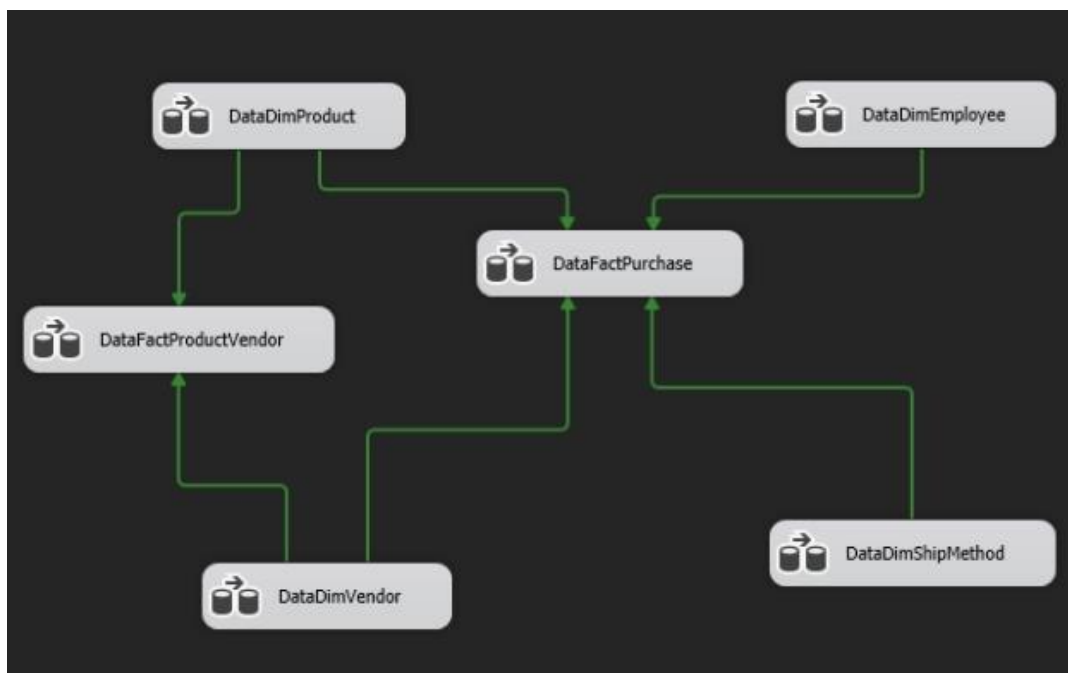 DataDimProduct
DataDimEmployee
DataFactPurchase
DataFactProductVendor
DataDimShipMethod
DataDimVendor